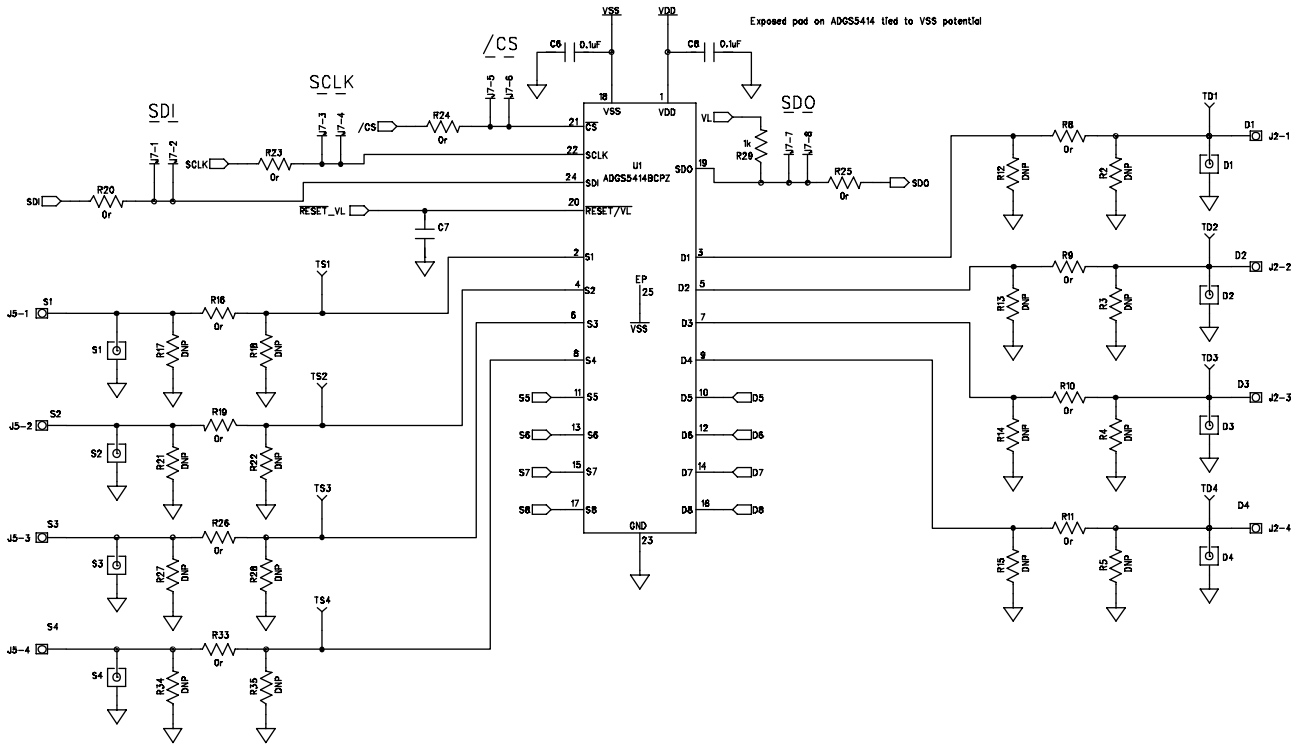 VSS
VDD
Exposed pad on ADGS5414 tied to VSS potential
C6
0.1uF
C8
0.1uF
/CS
J7-5
J7-6
SCLK
J7-3
J7-4
SDI
J7-1
J7-2
SDO
J7-7
J7-8
/CS
R24
0r
SCLK
R23
0r
SDI
R20
0r
RESET_VL
C7
VL
1k
R29
R25
0r
SDO
18
VSS
1
VDD
21
CS
22
SCLK
24
SDI
20
RESET/VL
U1
ADGS5414BCPZ
SDO
19
2
S1
4
S2
6
S3
8
S4
S5
11
S5
S6
13
S6
S7
15
S7
S8
17
S8
EP
25
VSS
GND
23
D1
3
D2
5
D3
7
D4
9
D5
10
D5
D6
12
D6
D7
14
D7
D8
16
D8
TS1
S1
J5-1
R16
0r
S1
R17
DNP
R18
DNP
TS2
S2
J5-2
R19
0r
S2
R21
DNP
R22
DNP
TS3
S3
J5-3
R26
0r
S3
R27
DNP
R28
DNP
TS4
S4
J5-4
R33
0r
S4
R34
DNP
R35
DNP
TD1
R8
0r
D1
J2-1
R12
DNP
R2
DNP
D1
TD2
R9
0r
D2
J2-2
R13
DNP
R3
DNP
D2
TD3
R10
0r
D3
J2-3
R14
DNP
R4
DNP
D3
TD4
R11
0r
D4
J2-4
R15
DNP
R5
DNP
D4